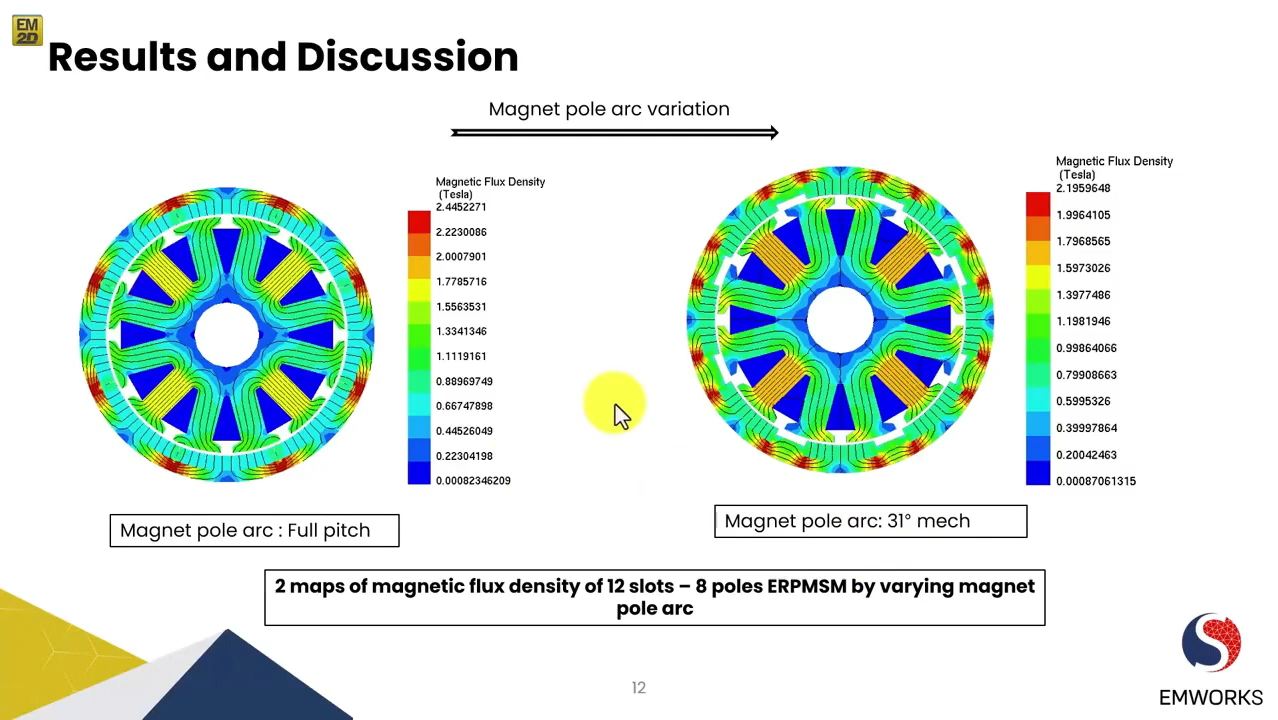 EM
2D
Results and Discussion
Magnet pole arc variation
Magnetic Flux Density
(Tesla)
2.4452271
2.2230086
2.0007901
1.7785716
1.5563531
1.3341346
1.1119161
0.88969749
0.66747898
0.44526049
0.22304198
0.00082346209
Magnetic Flux Density
(Tesla)
2.1959648
1.9964105
1.7968565
1.5973026
1.3977486
1.1981946
0.99864066
0.79908663
0.5995326
0.39997864
0.20042463
0.00087061315
Magnet pole arc : Full pitch
Magnet pole arc: 31° mech
2 maps of magnetic flux density of 12 slots – 8 poles ERPMSM by varying magnet
pole arc
12
EMWORKS